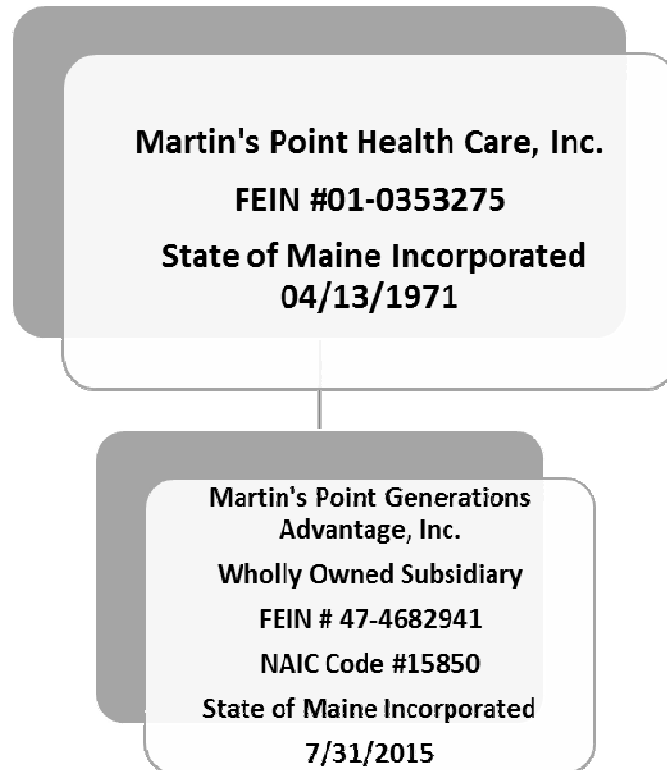 Martin's Point Health Care, Inc.
FEIN #01-0353275
State of Maine Incorporated
04/13/1971
Martin's Point Generations
Advantage, Inc.
Wholly Owned Subsidiary
FEIN # 47-4682941
NAIC Code #15850
State of Maine Incorporated
7/31/2015